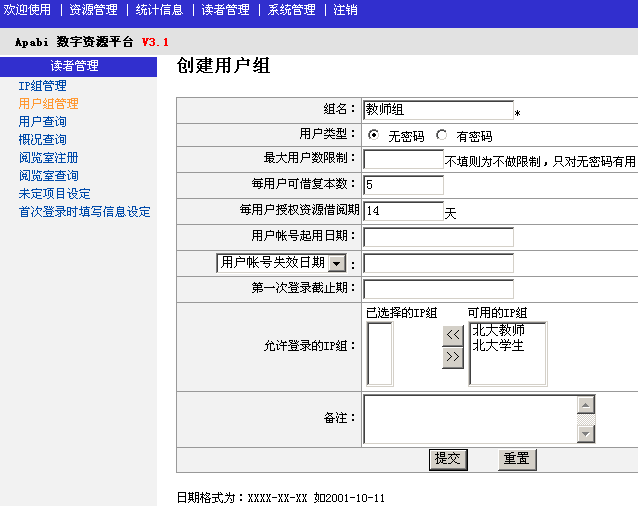 欢迎使用 | 资源管理 | 统计信息 | 读者管理 | 系统管理 | 注销
Apabi 数字资源平台 V3.1
读者管理
IP组管理
用户组管理
用户查询
概况查询
阅览室注册
阅览室查询
未定项目设定
首次登录时填写信息设定
创建用户组
组名： 教师组 *
用户类型： 无密码 有密码
最大用户数限制： 不填则为不做限制，只对无密码有用
每用户可借复本数： 5
每用户授权资源借阅期 14 天
用户帐号起用日期：
用户帐号失效日期 ：
第一次登录截止期：
已选择的IP组 可用的IP组
允许登录的IP组： << >>
北大教师
北大学生
备注：
提交 重置
日期格式为：XXXX-XX-XX 如2001-10-11